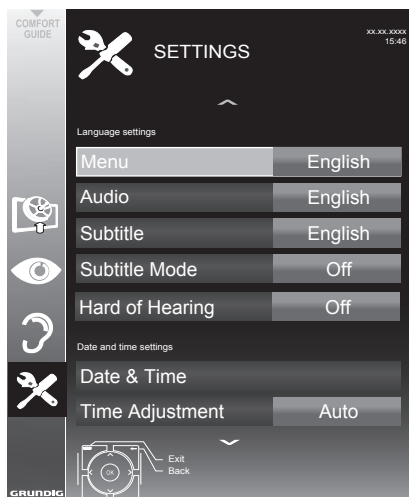 COMFORT
GUIDE
SETTINGS
xx.xx.xxxx
15:46
Language settings
Menu English
Audio English
Subtitle English
Subtitle Mode Off
Hard of Hearing Off
Date and time settings
Date & Time
Time Adjustment Auto
Exit
Back
OK
GRUNDIG